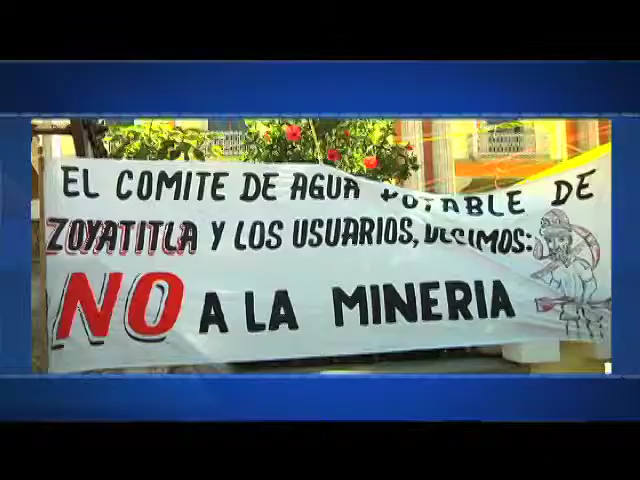 EL COMITE DE AGUA POTABLE DE
ZOYATITLA Y LOS USUARIOS, DECIMOS:
NO A LA MINERIA